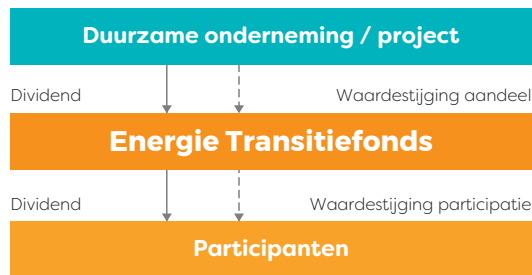 Duurzame onderneming / project
Dividend
Waardestijging aandeel
Energie Transitiefonds
Dividend
Waardestijging participatie
Participanten